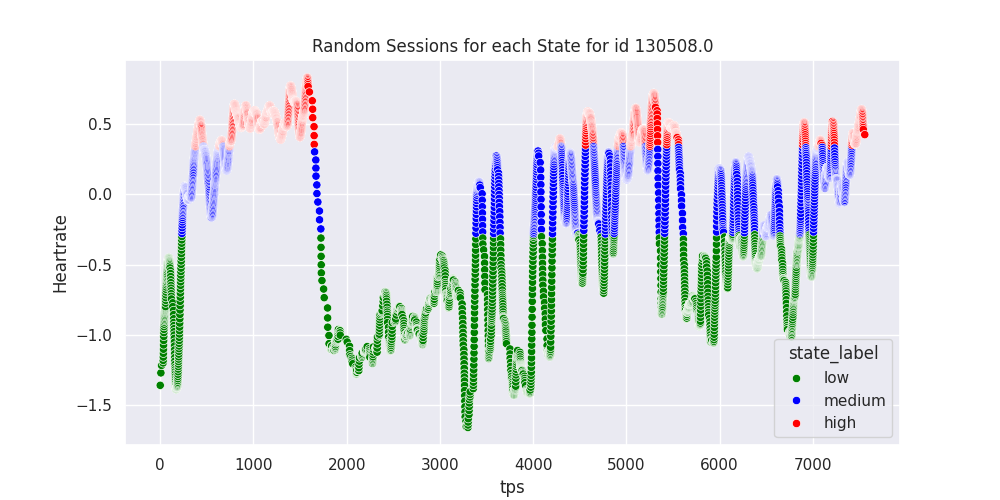 Random Sessions for each State for id 130508.0
Heartrate
0.5
0.0
−0.5
−1.0
−1.5
state_label
low
medium
high
0 1000 2000 3000 4000 5000 6000 7000
tps